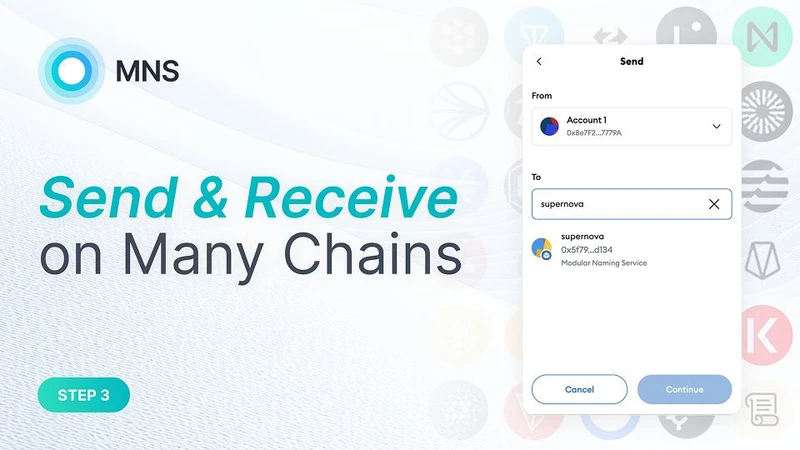 MNS
Send & Receive
on Many Chains
STEP 3
Send
From
Account 1
0x8e7F2...7779A
To
supernova
supernova
0x5f79...d134
Modular Naming Service
Cancel
Continue